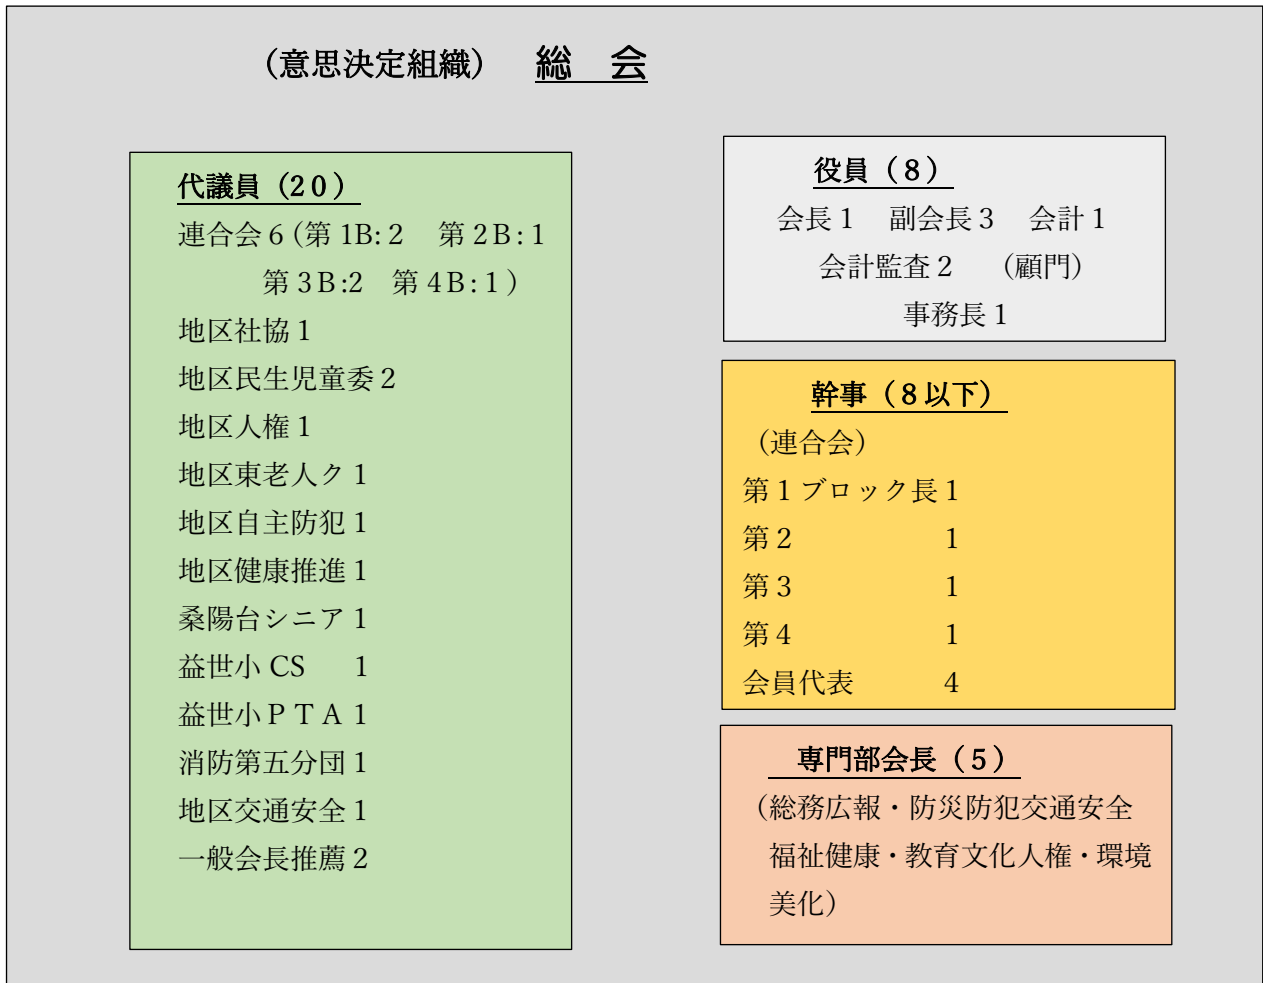 （意思決定組織） 総 会
代議員（２０）
連合会６（第１B:２ 第２B:１
第３B:２ 第４B:１）
地区社協１
地区民生児童委２
地区人権１
地区東老人ク１
地区自主防犯１
地区健康推進１
桑陽台シニア１
益世小CS １
益世小ＰＴＡ１
消防第五分団１
地区交通安全１
一般会長推薦２
役員（８）
会長１ 副会長３ 会計１
会計監査２ （顧門）
事務長１
幹事（８以下）
（連合会）
第１ブロック長１
第２ １
第３ １
第４ １
会員代表 ４
専門部会長（５）
（総務広報・防災防犯交通安全
福祉健康・教育文化人権・環境
美化）